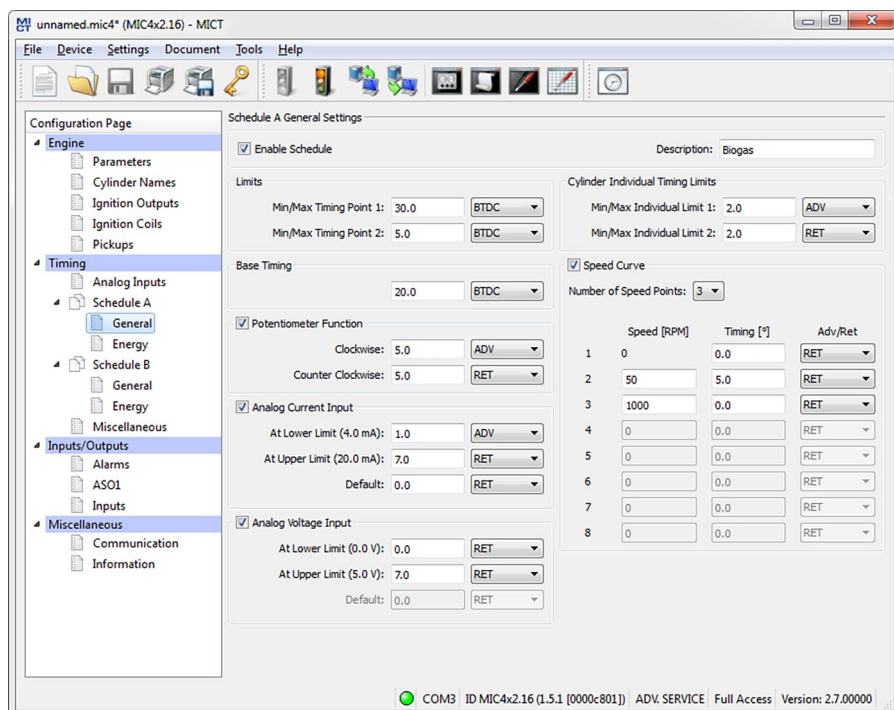 MICT unnamed.mic4* (MIC4x2.16) - MICT
File Device Settings Document Tools Help
Configuration Page
Engine
Parameters
Cylinder Names
Ignition Outputs
Ignition Coils
Pickups
Timing
Analog Inputs
Schedule A
General
Energy
Schedule B
General
Energy
Miscellaneous
Inputs/Outputs
Alarms
ASO1
Inputs
Miscellaneous
Communication
Information
Schedule A General Settings
Enable Schedule Description: Biogas
Limits
Min/Max Timing Point 1: 30.0 BTDC
Min/Max Timing Point 2: 5.0 BTDC
Base Timing
20.0 BTDC
Potentiometer Function
Clockwise: 5.0 ADV
Counter Clockwise: 5.0 RET
Analog Current Input
At Lower Limit (4.0 mA): 1.0 ADV
At Upper Limit (20.0 mA): 7.0 RET
Default: 0.0 RET
Analog Voltage Input
At Lower Limit (0.0 V): 0.0 RET
At Upper Limit (5.0 V): 7.0 RET
Default: 0.0 RET
Cylinder Individual Timing Limits
Min/Max Individual Limit 1: 2.0 ADV
Min/Max Individual Limit 2: 2.0 RET
Speed Curve
Number of Speed Points: 3
Speed [RPM] Timing [°] Adv/Ret
1 0 0.0 RET
2 50 5.0 RET
3 1000 0.0 RET
4 0 0.0 RET
5 0 0.0 RET
6 0 0.0 RET
7 0 0.0 RET
8 0 0.0 RET
COM3 ID MIC4x2.16 (1.5.1 [0000c801]) ADV. SERVICE Full Access Version: 2.7.00000